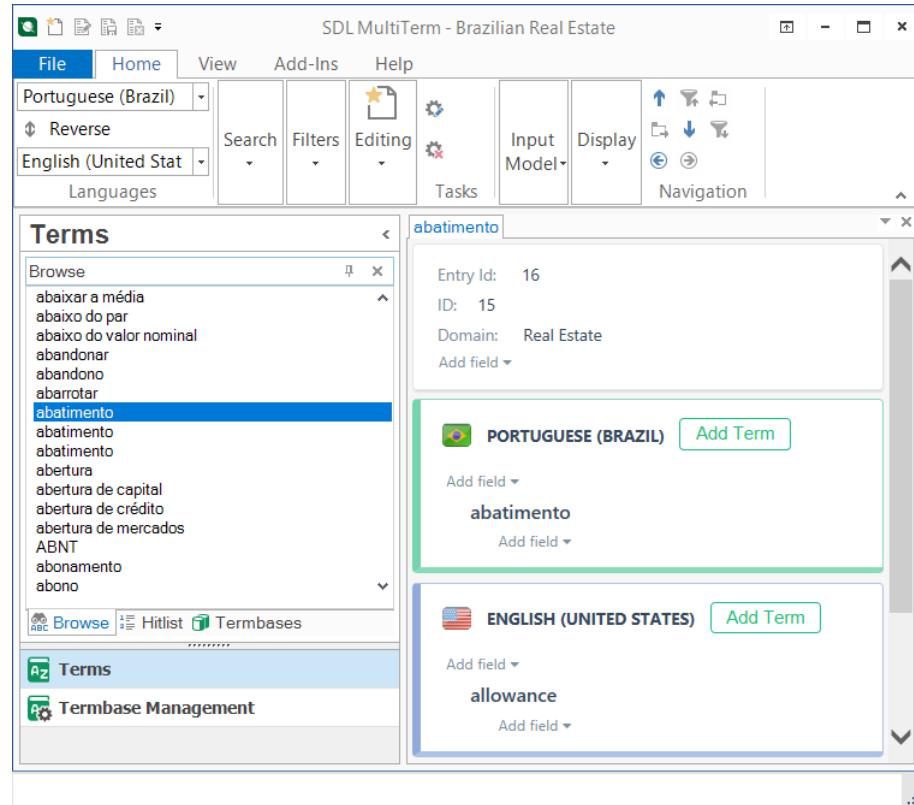 SDL MultiTerm - Brazilian Real Estate
File Home View Add-Ins Help
Portuguese (Brazil)
Reverse
English (United Stat
Languages
Search
Filters
Editing
Tasks
Input Model
Display
Navigation
Terms
Browse
abaixar a média
abaixo do par
abaixo do valor nominal
abandonar
abandono
abarrotar
abatimento
abatimento
abatimento
abertura
abertura de capital
abertura de crédito
abertura de mercados
ABNT
abonamento
abono
ABC Browse Hitlist Termbases
AZ Terms
Termbase Management
abatimento
Entry Id: 16
ID: 15
Domain: Real Estate
Add field
PORTUGUESE (BRAZIL) Add Term
Add field
abatimento
Add field
ENGLISH (UNITED STATES) Add Term
Add field
allowance
Add field